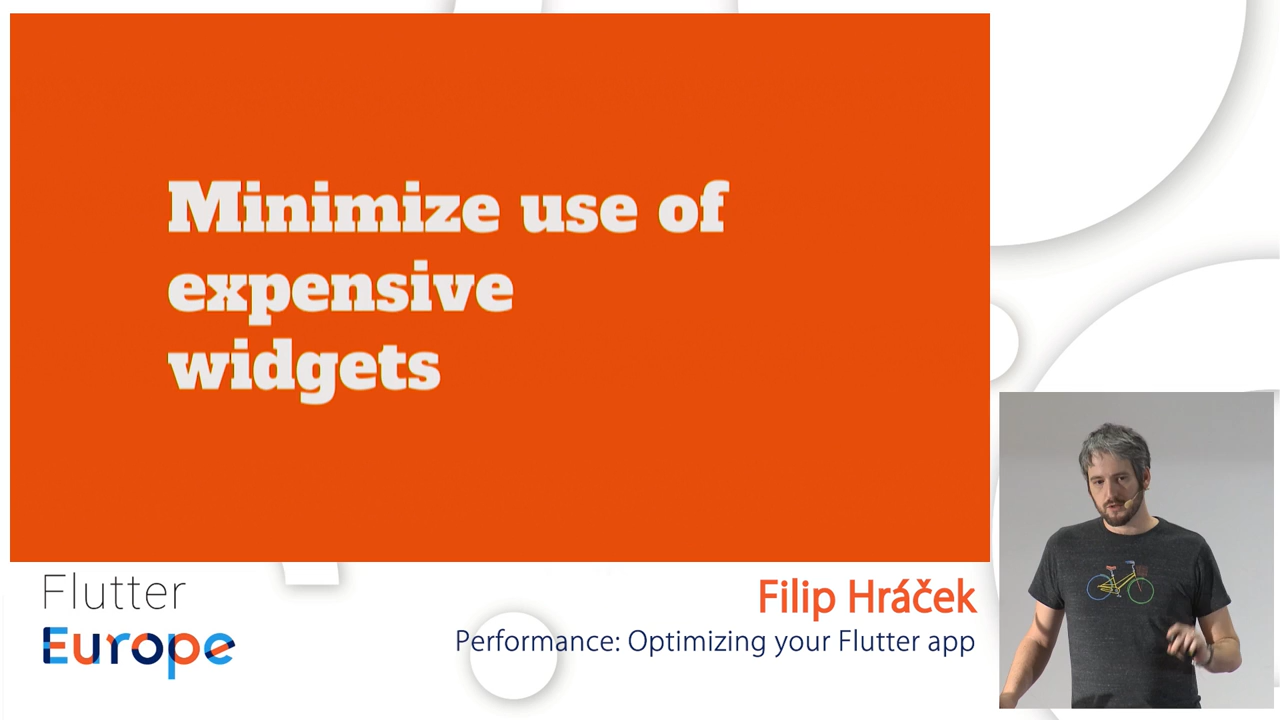 Minimize use of
expensive
widgets
Flutter
Europe
Filip Hráček
Performance: Optimizing your Flutter app